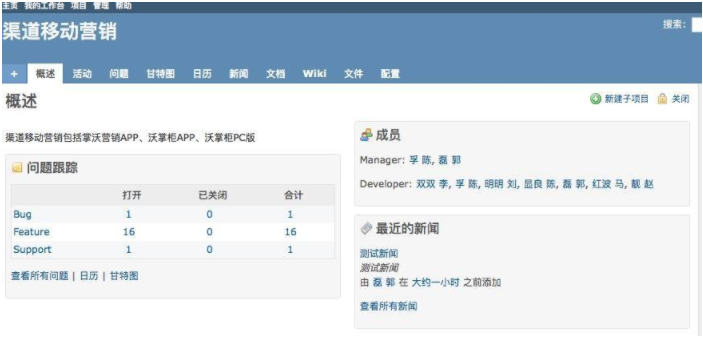 主页 我的工作台 项目 管理 帮助
渠道移动营销
搜索:
+ 概述 活动 问题 甘特图 日历 新闻 文档 Wiki 文件 配置
概述
新建子项目 关闭
渠道移动营销包括掌沃营销APP、沃掌柜APP、沃掌柜PC版
问题跟踪
打开 已关闭 合计
Bug 1 0 1
Feature 16 0 16
Support 1 0 1
查看所有问题 | 日历 | 甘特图
成员
Manager: 孚 陈, 磊 郭
Developer: 双双 李, 孚 陈, 明明 刘, 显良 陈, 磊 郭, 红波 马, 靓 赵
最近的新闻
测试新闻
测试新闻
由 磊 郭 在 大约一小时 之前添加
查看所有新闻